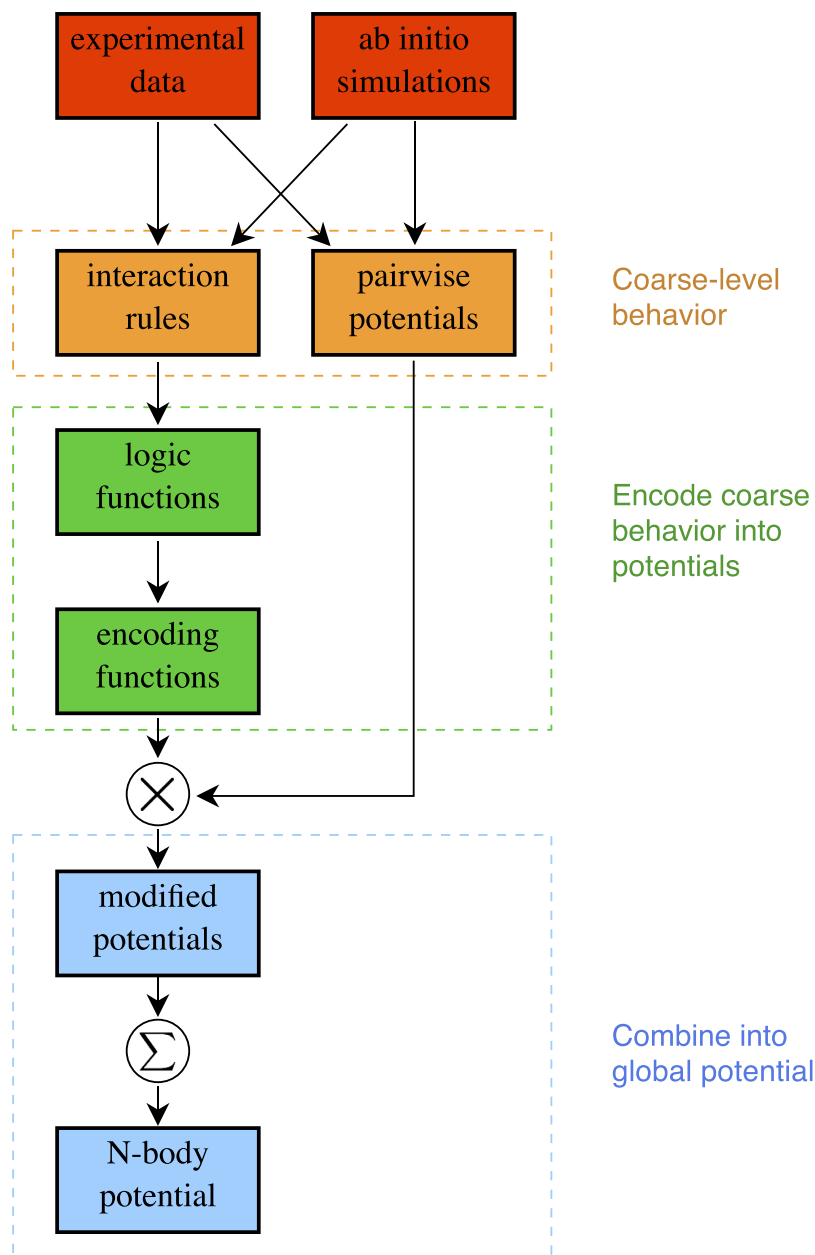 experimental
data
ab initio
simulations
interaction
rules
pairwise
potentials
Coarse-level
behavior
logic
functions
Encode coarse
behavior into
potentials
encoding
functions
×
modified
potentials
∑
Combine into
global potential
N-body
potential